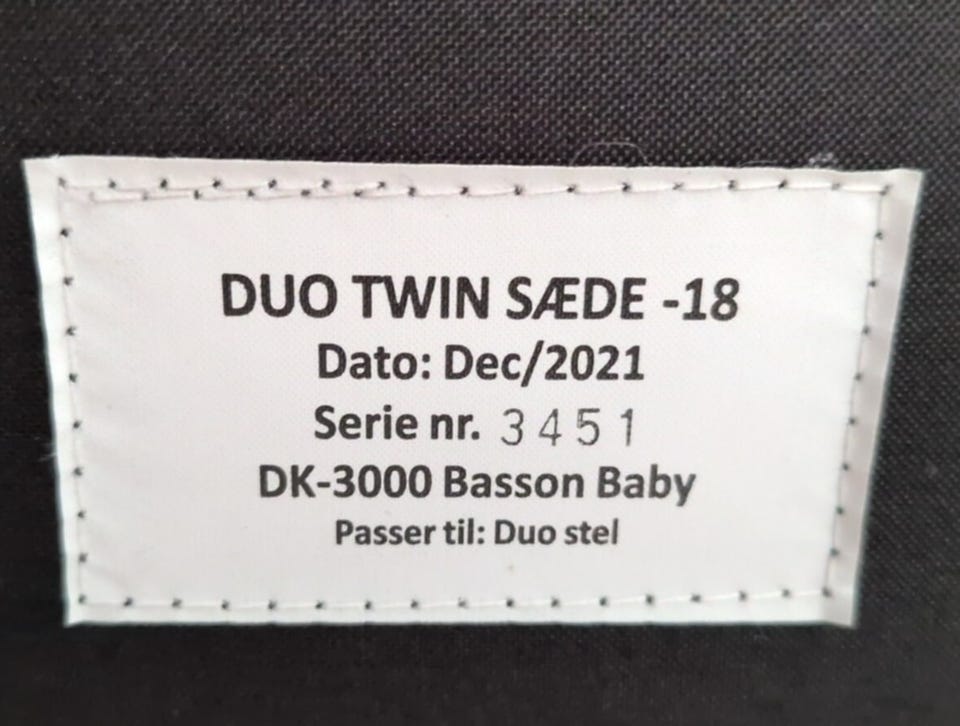 DUO TWIN SÆDE -18
Dato: Dec/2021
Serie nr. 3451
DK-3000 Basson Baby
Passer til: Duo stel